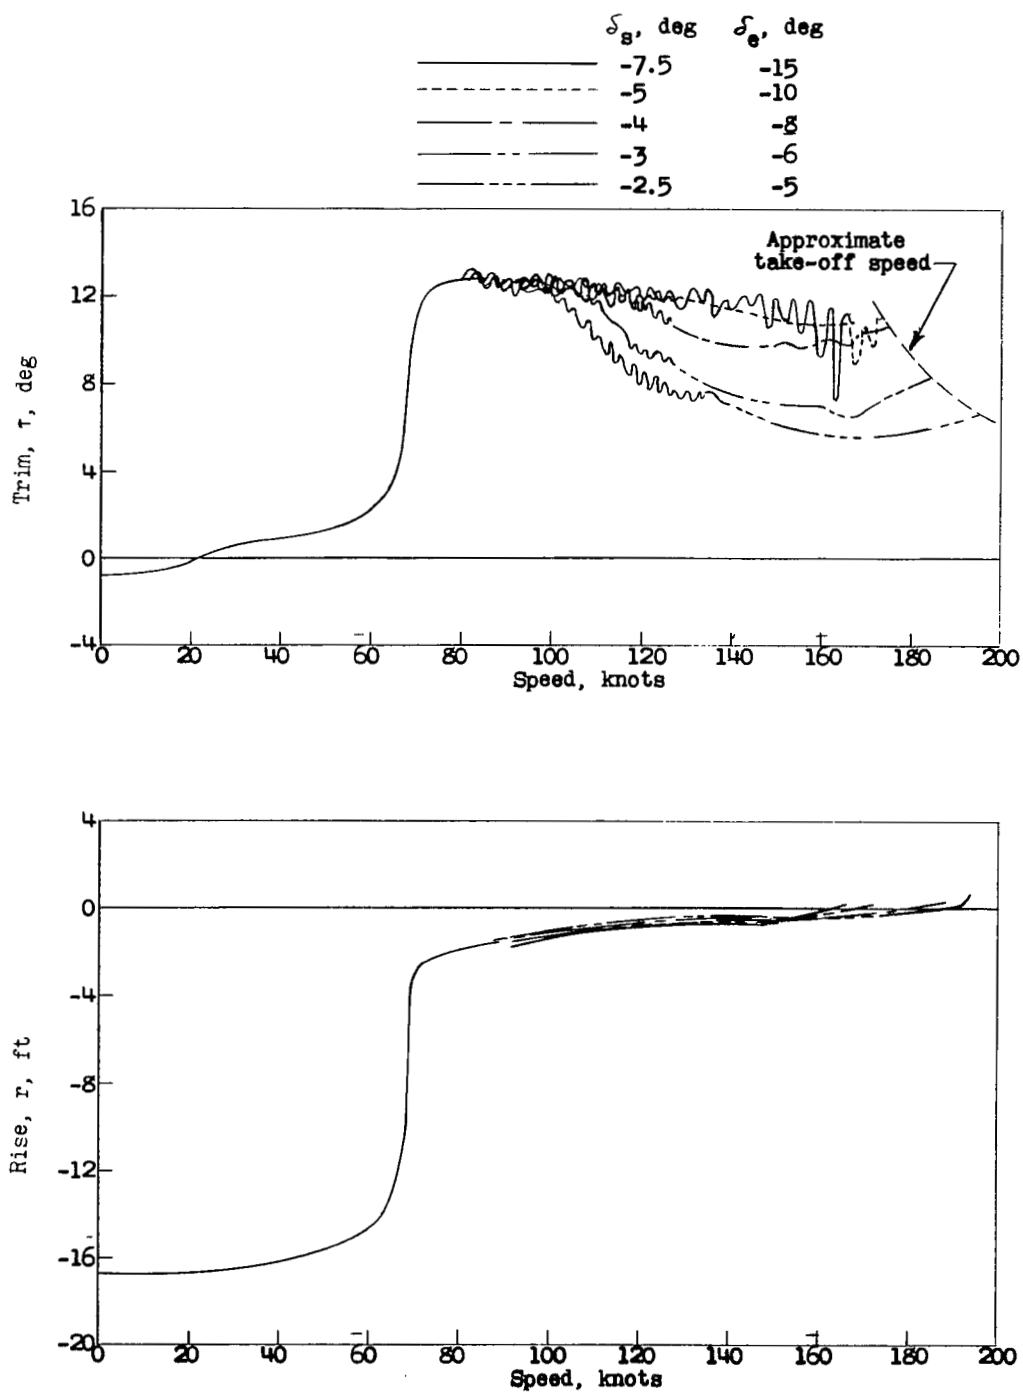 δs, deg δe, deg
-7.5 -15
-5 -10
-4 -8
-3 -6
-2.5 -5
16
12
8
4
0
-4
Trim, τ, deg
Approximate
take-off speed
0 20 40 60 80 100 120 140 160 180 200
Speed, knots
4
0
-4
-8
-12
-16
-20
Rise, r, ft
0 20 40 60 80 100 120 140 160 180 200
Speed, knots